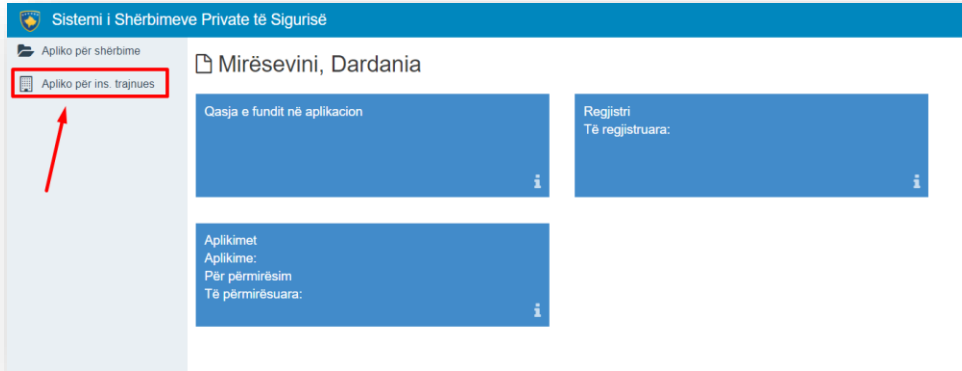 Sistemi i Shërbimeve Private të Sigurisë
Apliko për shërbime
Apliko për ins. trajnues
Mirësevini, Dardania
Qasja e fundit në aplikacion
Regjistri
Të regjistruara:
Aplikimet
Aplikime:
Për përmirësim
Të përmirësuara: